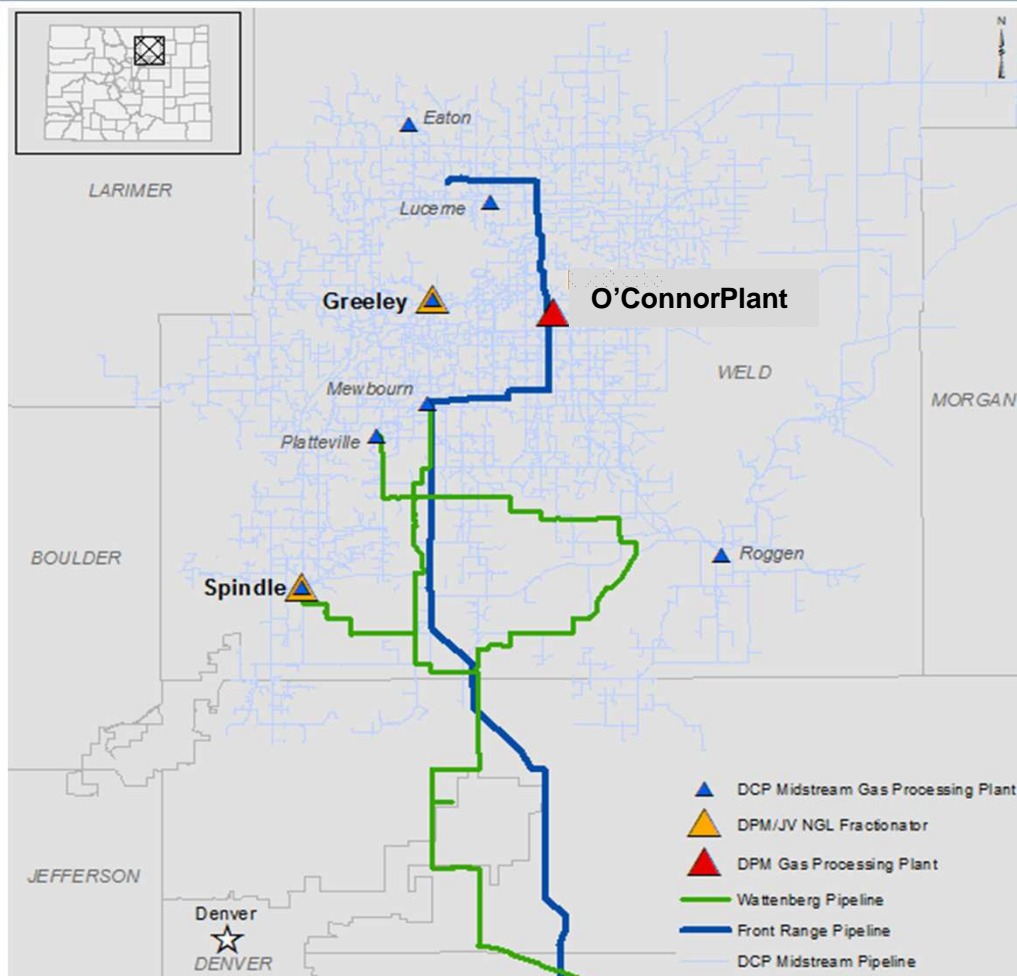 N
Eaton
LARIMER
Lucerne
Greeley
O'ConnorPlant
WELD
Mewbourn
MORGAN
Platteville
BOULDER
Roggen
Spindle
DCP Midstream Gas Processing Plant
DPM/JV NGL Fractionator
DPM Gas Processing Plant
JEFFERSON
Wattenberg Pipeline
Denver
Front Range Pipeline
DENVER
DCP Midstream Pipeline